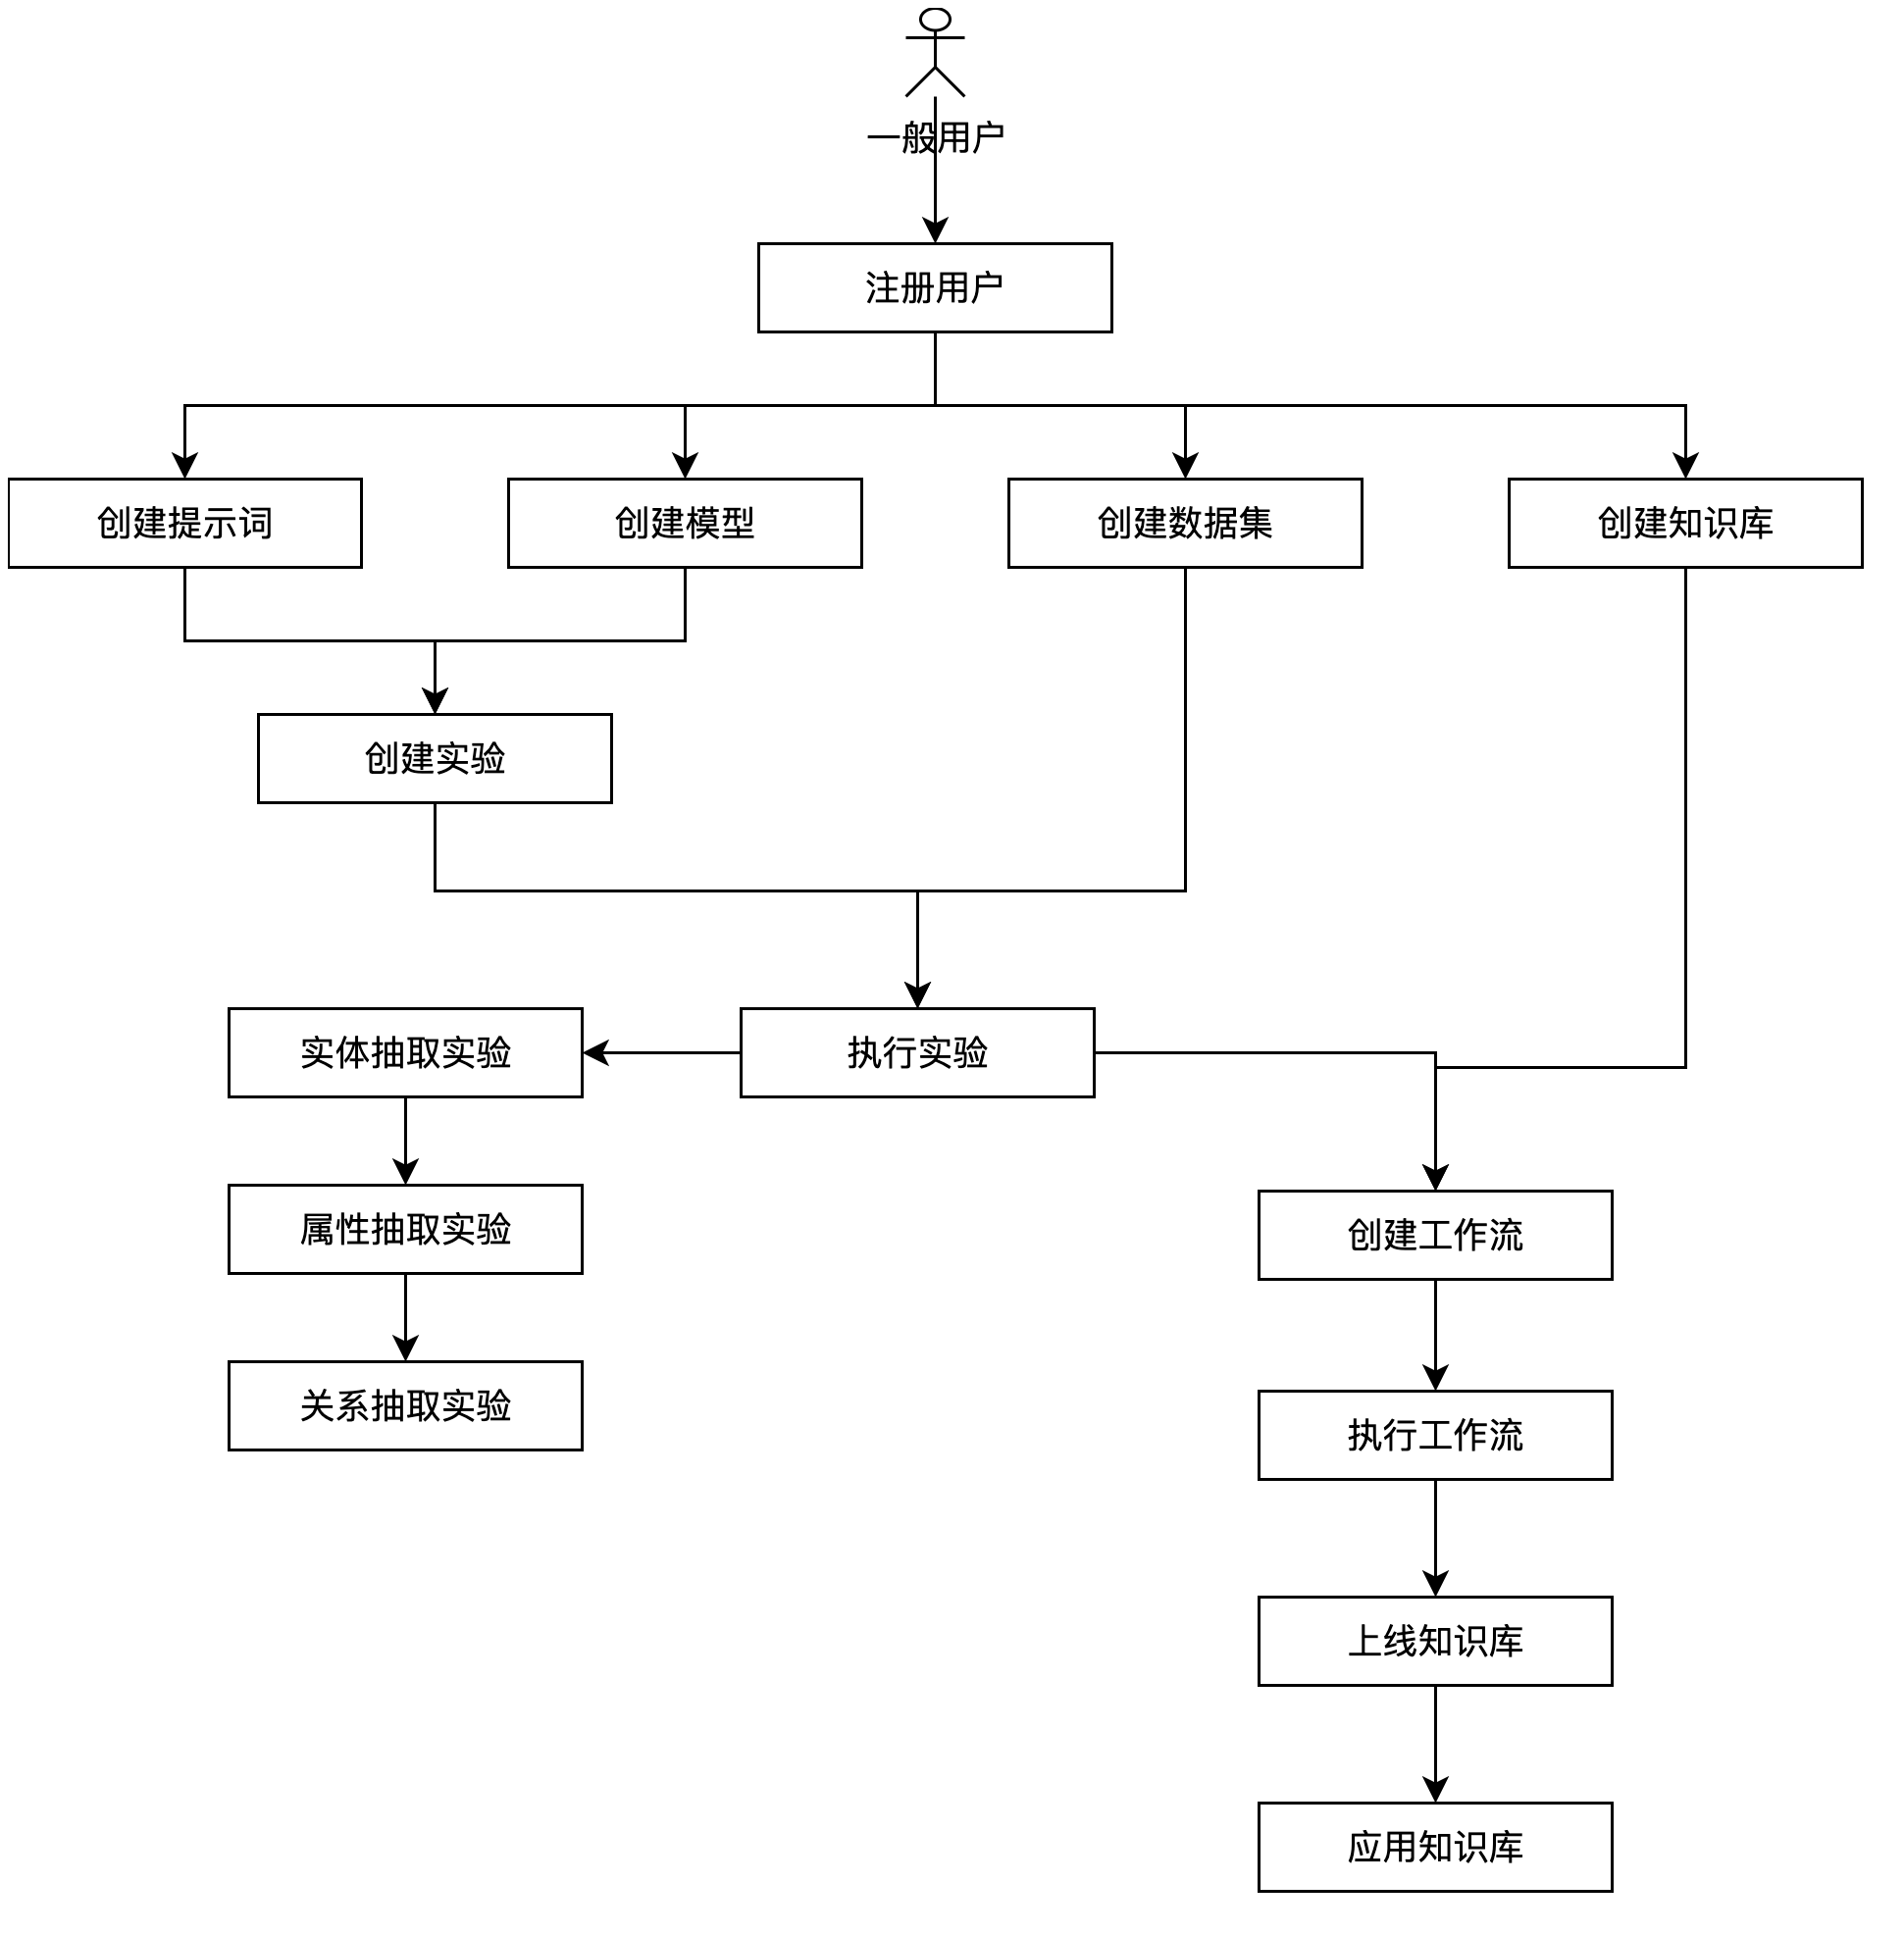 一般用户
注册用户
创建提示词
创建模型
创建数据集
创建知识库
创建实验
实体抽取实验
执行实验
属性抽取实验
创建工作流
关系抽取实验
执行工作流
上线知识库
应用知识库